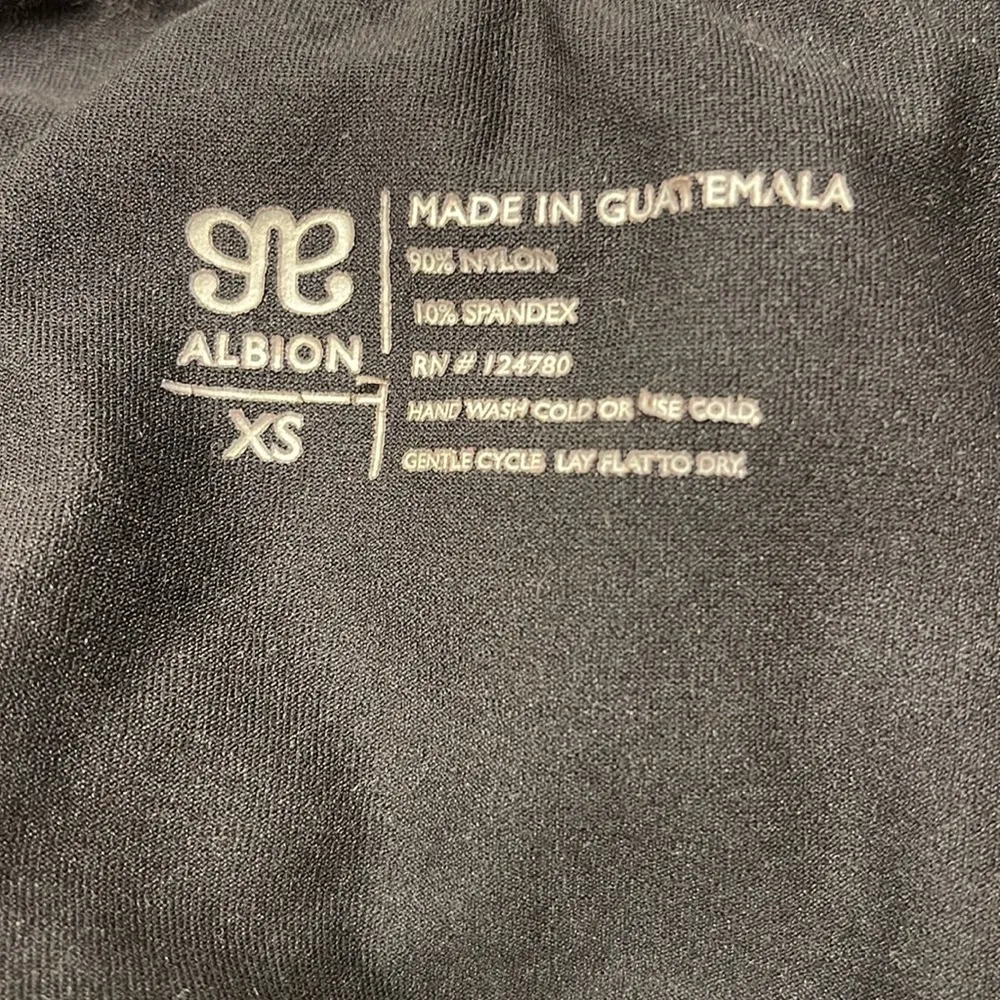 ALBION
XS
MADE IN GUATEMALA
90% NYLON
10% SPANDEX
RN # 124780
HAND WASH COLD OR USE COLD,
GENTLE CYCLE LAY FLAT TO DRY.